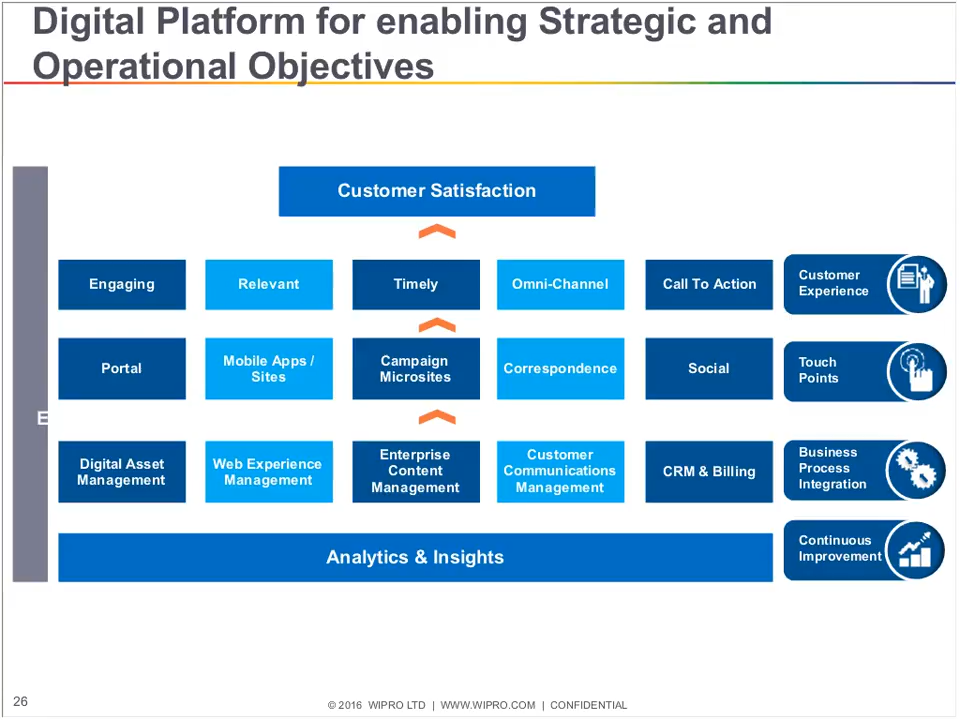 Digital Platform for enabling Strategic and
Operational Objectives
Customer Satisfaction
Engaging
Relevant
Timely
Omni-Channel
Call To Action
Customer
Experience
Portal
Mobile Apps /
Sites
Campaign
Microsites
Correspondence
Social
Touch
Points
E
Digital Asset
Management
Web Experience
Management
Enterprise
Content
Management
Customer
Communications
Management
CRM & Billing
Business
Process
Integration
Analytics & Insights
Continuous
Improvement
26
© 2016 WIPRO LTD | WWW.WIPRO.COM | CONFIDENTIAL